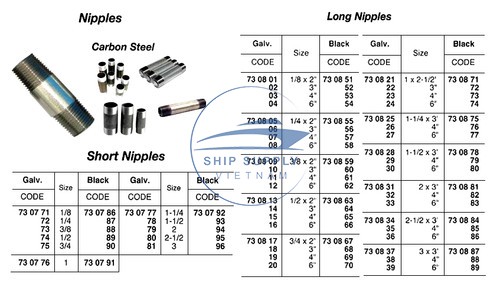 Nipples
Carbon Steel
Short Nipples
Galv. Size Black Galv. Size Black
CODE CODE CODE CODE
73 07 71 1/8 73 07 86 73 07 77 1-1/4 73 07 92
72 1/4 87 78 1-1/2 93
73 3/8 88 79 2 94
74 1/2 89 80 2-1/2 95
75 3/4 90 81 3 96
73 07 76 1 73 07 91
Long Nipples
Galv. Size Black Galv. Size Black
CODE CODE CODE CODE
73 08 01 1/8 x 2" 73 08 51 73 08 21 1 x 2-1/2" 73 08 71
02 3" 52 22 3" 72
03 4" 53 23 4" 73
04 6" 54 24 6" 74
73 08 05 1/4 x 2" 73 08 55 73 08 25 1-1/4 x 3" 73 08 75
06 3" 56 26 4" 76
07 4" 57 27 6" 77
08 6" 58
73 08 28 1-1/2 x 3" 73 08 78
73 08 09 3/8 x 2" 73 08 59 29 4" 79
10 3" 60 30 6" 80
11 4" 61
12 6" 62 73 08 31 2 x 3" 73 08 81
32 4" 82
73 08 13 1/2 x 2" 73 08 63 33 6" 83
14 3" 64
15 4" 65 73 08 34 2-1/2 x 3" 73 08 84
16 6" 66 35 4" 85
36 6" 86
73 08 17 3/4 x 2" 73 08 67
18 3" 68 73 08 37 3 x 3" 73 08 87
19 4" 69 38 4" 88
20 6" 70 39 6" 89
SHIP SUPPLY
VIETNAM